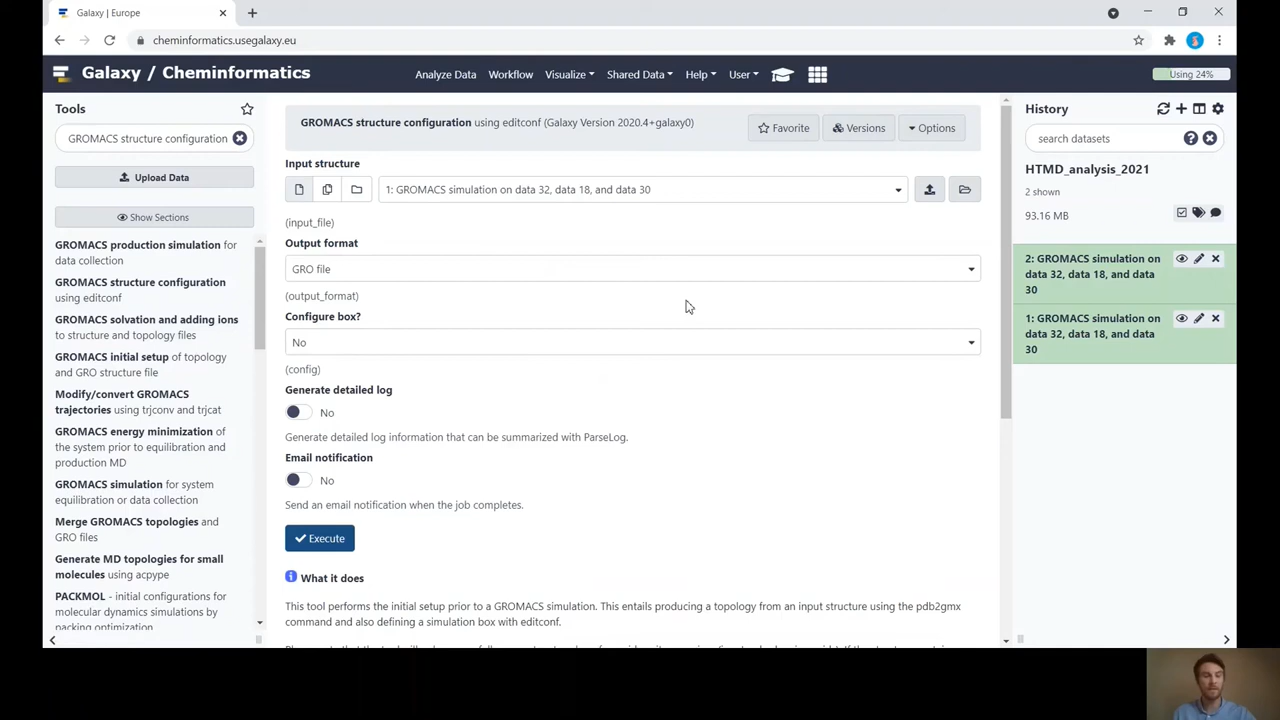 Galaxy | Europe
cheminformatics.usegalaxy.eu
Galaxy / Cheminformatics
Analyze Data
Workflow
Visualize
Shared Data
Help
User
Using 24%
Tools
GROMACS structure configuration
Upload Data
Show Sections
GROMACS production simulation for
data collection
GROMACS structure configuration
using editconf
GROMACS solvation and adding ions
to structure and topology files
GROMACS initial setup of topology
and GRO structure file
Modify/convert GROMACS
trajectories using trjconv and trjcat
GROMACS energy minimization of
the system prior to equilibration and
production MD
GROMACS simulation for system
equilibration or data collection
Merge GROMACS topologies and
GRO files
Generate MD topologies for small
molecules using acpype
PACKMOL - initial configurations for
molecular dynamics simulations by
packing optimization
GROMACS structure configuration using editconf (Galaxy Version 2020.4+galaxy0)
Favorite
Versions
Options
Input structure
1: GROMACS simulation on data 32, data 18, and data 30
(input_file)
Output format
GRO file
(output_format)
Configure box?
No
(config)
Generate detailed log
No
Generate detailed log information that can be summarized with ParseLog.
Email notification
No
Send an email notification when the job completes.
Execute
What it does
This tool performs the initial setup prior to a GROMACS simulation. This entails producing a topology from an input structure using the pdb2gmx
command and also defining a simulation box with editconf.
History
search datasets
HTMD_analysis_2021
2 shown
93.16 MB
2: GROMACS simulation on
data 32, data 18, and data
30
1: GROMACS simulation on
data 32, data 18, and data
30